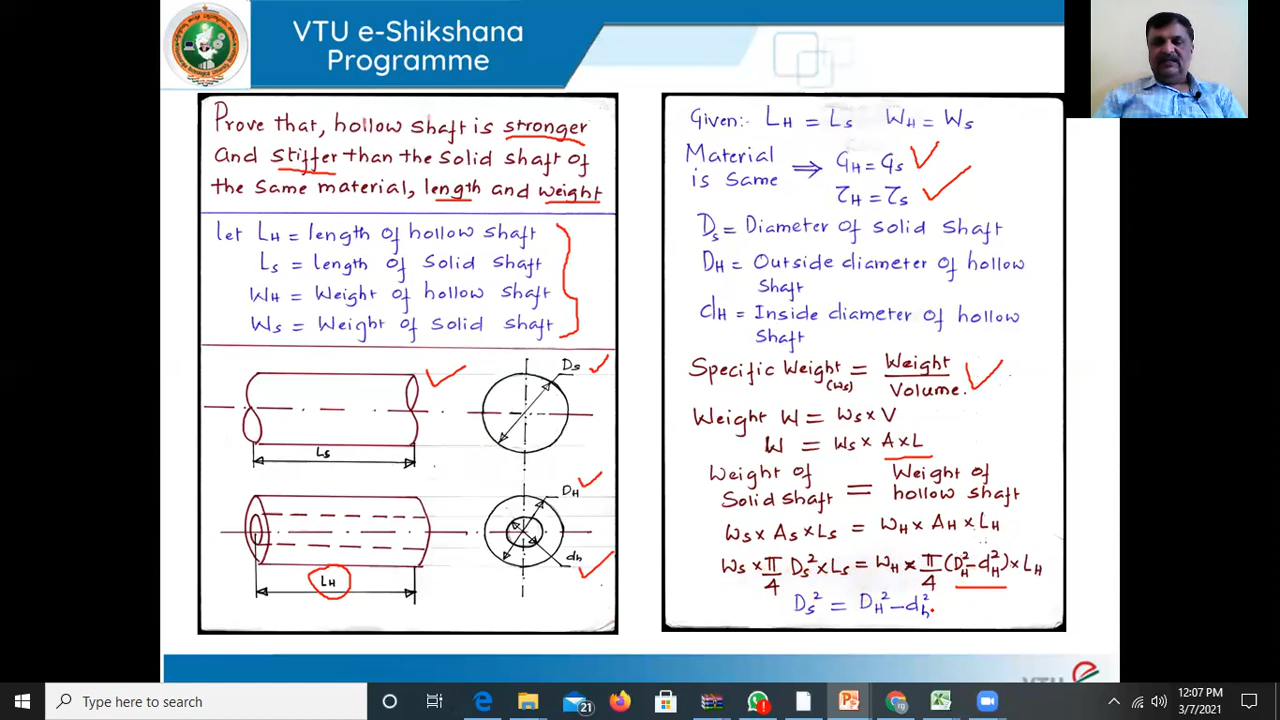 VTU e-Shikshana
Programme
Prove that, hollow shaft is stronger
And stiffer than the solid shaft of
the same material, length and weight
let LH = length of hollow shaft
Ls = length of solid shaft
WH = Weight of hollow shaft
Ws = Weight of solid shaft
Ds
Ls
DH
dh
LH
Given:- LH = Ls WH = Ws
Material is Same ⟹ GH = Gs
τH = τs
Ds = Diameter of solid shaft
DH = Outside diameter of hollow
shaft
dH = Inside diameter of hollow
shaft
Specific Weight (ws) = Weight / Volume.
Weight W = ws × V
W = ws × A × L
Weight of solid shaft = Weight of hollow shaft
ws × As × Ls = wH × AH × LH
ws × π/4 Ds² × Ls = wH × π/4 (DH² − dH²) × LH
Ds² = DH² − dh²
Type here to search
21
12:07 PM
3/7/2021